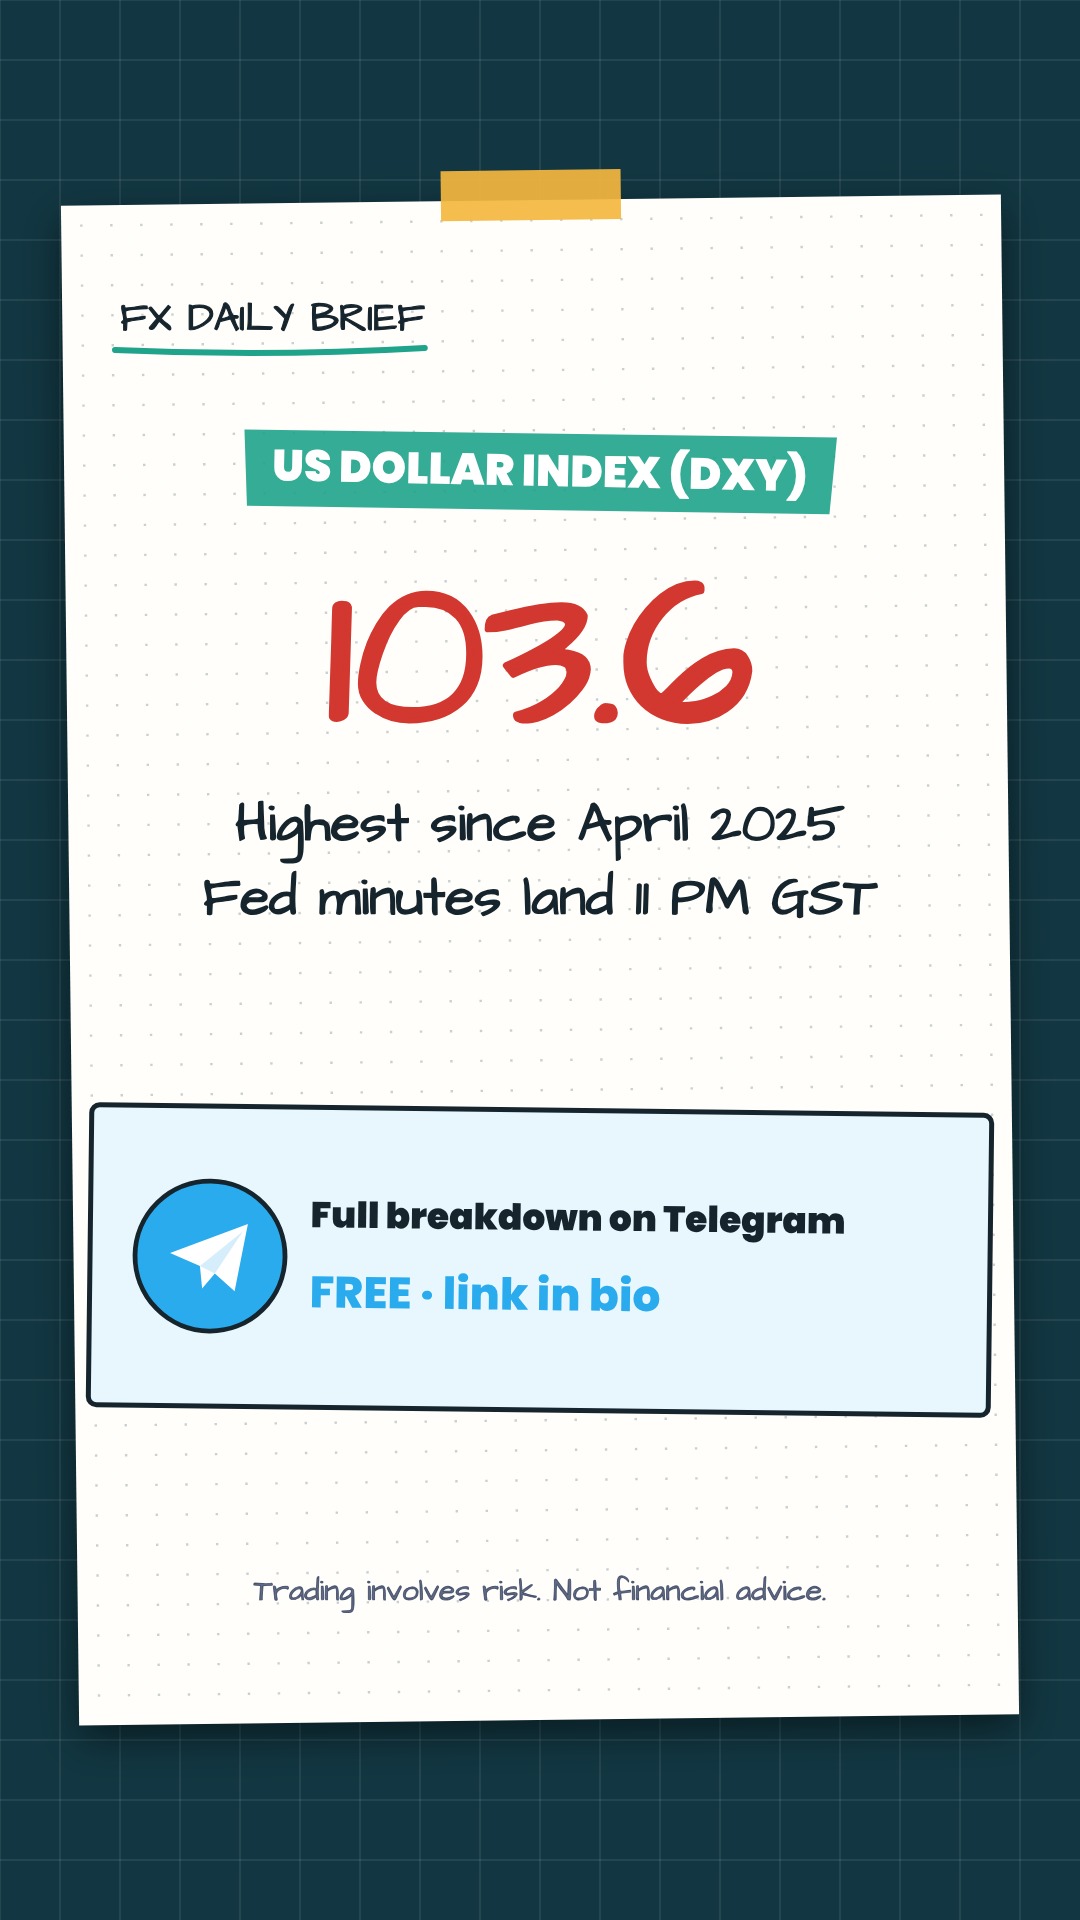 FX DAILY BRIEF
US DOLLAR INDEX (DXY)
103.6
Highest since April 2025
Fed minutes land 11 PM GST
Full breakdown on Telegram
FREE · link in bio
Trading involves risk. Not financial advice.